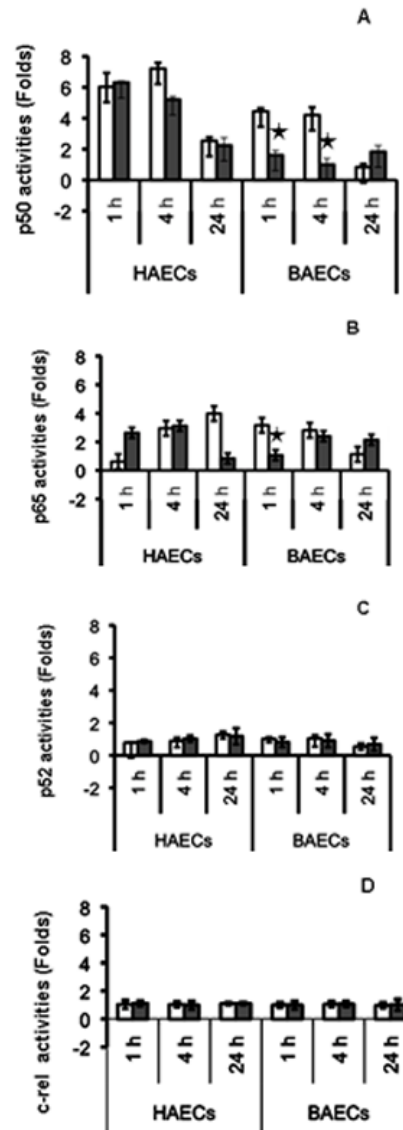 A
p50 activities (Folds)
8
6
4
2
0
-2
1 h
4 h
24 h
1 h
4 h
24 h
HAECs
BAECs
B
p65 activities (Folds)
8
6
4
2
0
-2
1 h
4 h
24 h
1 h
4 h
24 h
HAECs
BAECs
C
p52 activities (Folds)
8
6
4
2
0
-2
1 h
4 h
24 h
1 h
4 h
24 h
HAECs
BAECs
D
c-rel activities (Folds)
8
6
4
2
0
-2
1 h
4 h
24 h
1 h
4 h
24 h
HAECs
BAECs